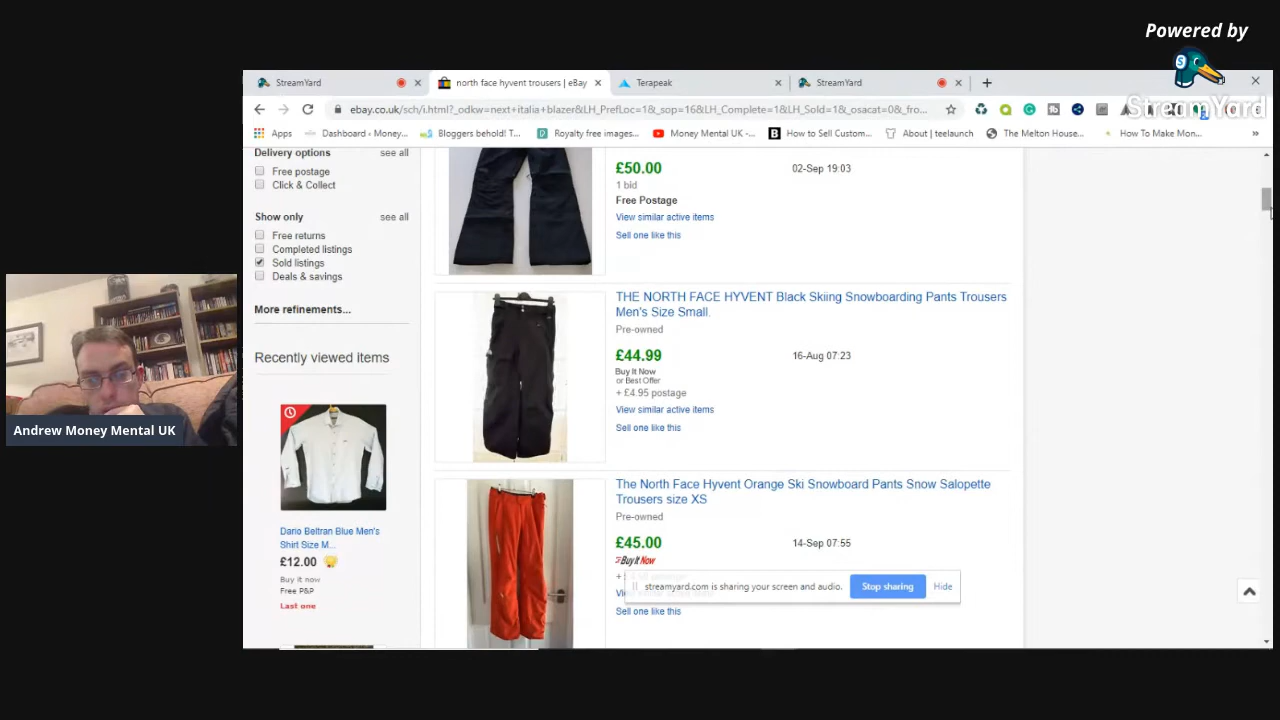 Powered by
StreamYard
StreamYard
north face hyvent trousers | eBay
Terapeak
StreamYard
ebay.co.uk/sch/i.html?_odkw=next+italia+blazer&LH_PrefLoc=1&_sop=16&LH_Complete=1&LH_Sold=1&_osacat=0&_fro...
Apps
Dashboard ‹ Money...
Bloggers behold! T...
Royalty free images...
Money Mental UK -...
How to Sell Custom...
About | teelaunch
The Melton House...
How To Make Mon...
Delivery options
see all
Free postage
Click & Collect
Show only
see all
Free returns
Completed listings
Sold listings
Deals & savings
More refinements...
Recently viewed items
Dario Beltran Blue Men's
Shirt Size M...
£12.00
Buy it now
Free P&P
Last one
£50.00
02-Sep 19:03
1 bid
Free Postage
View similar active items
Sell one like this
THE NORTH FACE HYVENT Black Skiing Snowboarding Pants Trousers
Men's Size Small.
Pre-owned
£44.99
16-Aug 07:23
Buy It Now
or Best Offer
+ £4.95 postage
View similar active items
Sell one like this
The North Face Hyvent Orange Ski Snowboard Pants Snow Salopette
Trousers size XS
Pre-owned
£45.00
14-Sep 07:55
Buy It Now
streamyard.com is sharing your screen and audio.
Stop sharing
Hide
Sell one like this
Andrew Money Mental UK